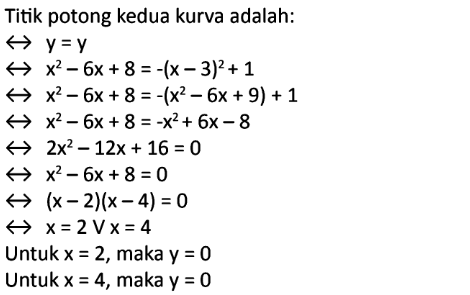 Titik potong kedua kurva adalah:
↔ y = y
↔ x² – 6x + 8 = -(x – 3)² + 1
↔ x² – 6x + 8 = -(x² – 6x + 9) + 1
↔ x² – 6x + 8 = -x² + 6x – 8
↔ 2x² – 12x + 16 = 0
↔ x² – 6x + 8 = 0
↔ (x – 2)(x – 4) = 0
↔ x = 2 V x = 4
Untuk x = 2, maka y = 0
Untuk x = 4, maka y = 0